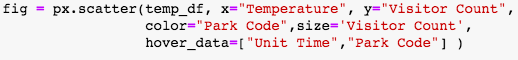 fig = px.scatter(temp_df, x="Temperature", y="Visitor Count",
color="Park Code",size='Visitor Count',
hover_data=["Unit Time","Park Code"] )